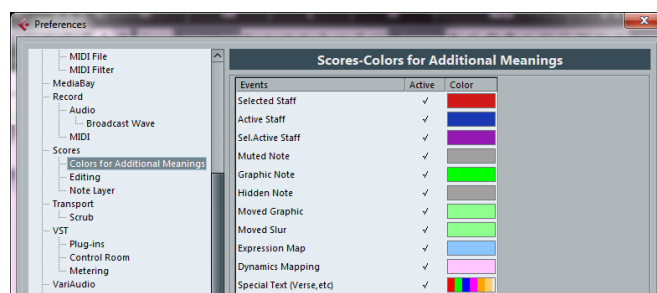 Preferences
MIDI File
MIDI Filter
MediaBay
Record
Audio
Broadcast Wave
MIDI
Scores
Colors for Additional Meanings
Editing
Note Layer
Transport
Scrub
VST
Plug-ins
Control Room
Metering
VariAudio
Scores-Colors for Additional Meanings
Events Active Color
Selected Staff ✓
Active Staff ✓
Sel.Active Staff ✓
Muted Note ✓
Graphic Note ✓
Hidden Note ✓
Moved Graphic ✓
Moved Slur ✓
Expression Map ✓
Dynamics Mapping ✓
Special Text (Verse,etc) ✓